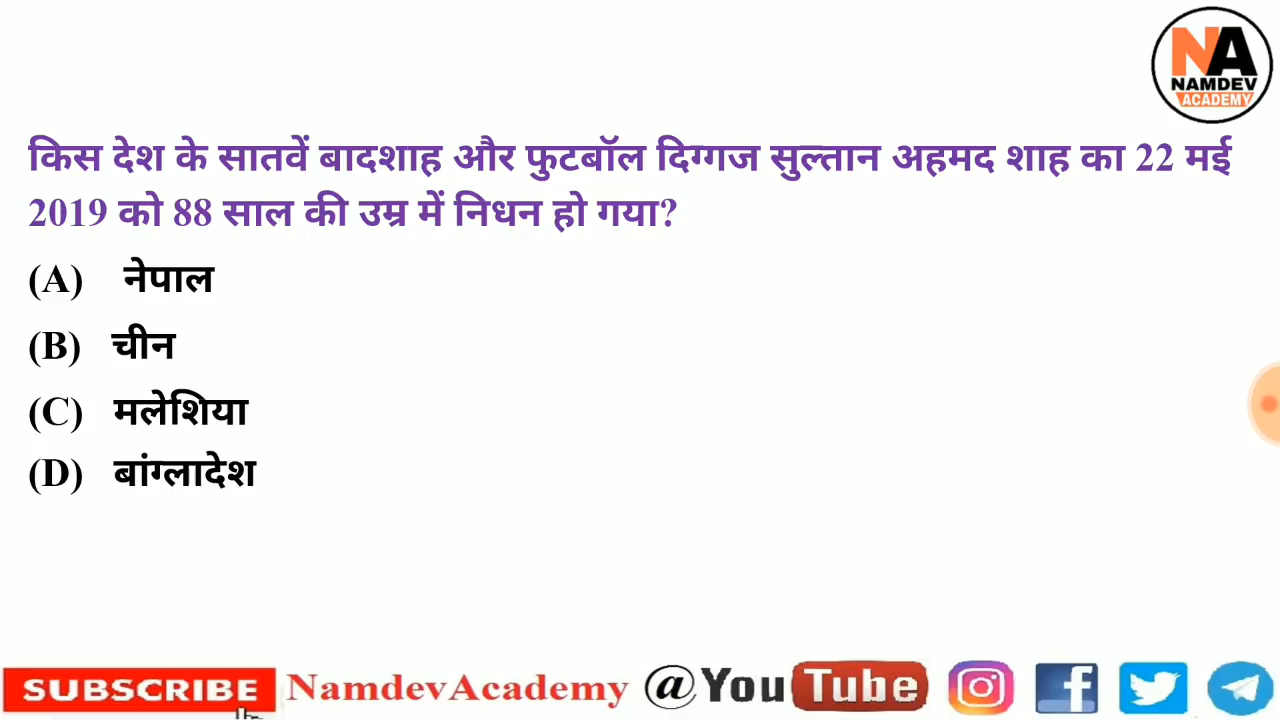 NA
NAMDEV
ACADEMY
किस देश के सातवें बादशाह और फुटबॉल दिग्गज सुल्तान अहमद शाह का 22 मई
2019 को 88 साल की उम्र में निधन हो गया?
(A) नेपाल
(B) चीन
(C) मलेशिया
(D) बांग्लादेश
SUBSCRIBE NamdevAcademy @YouTube